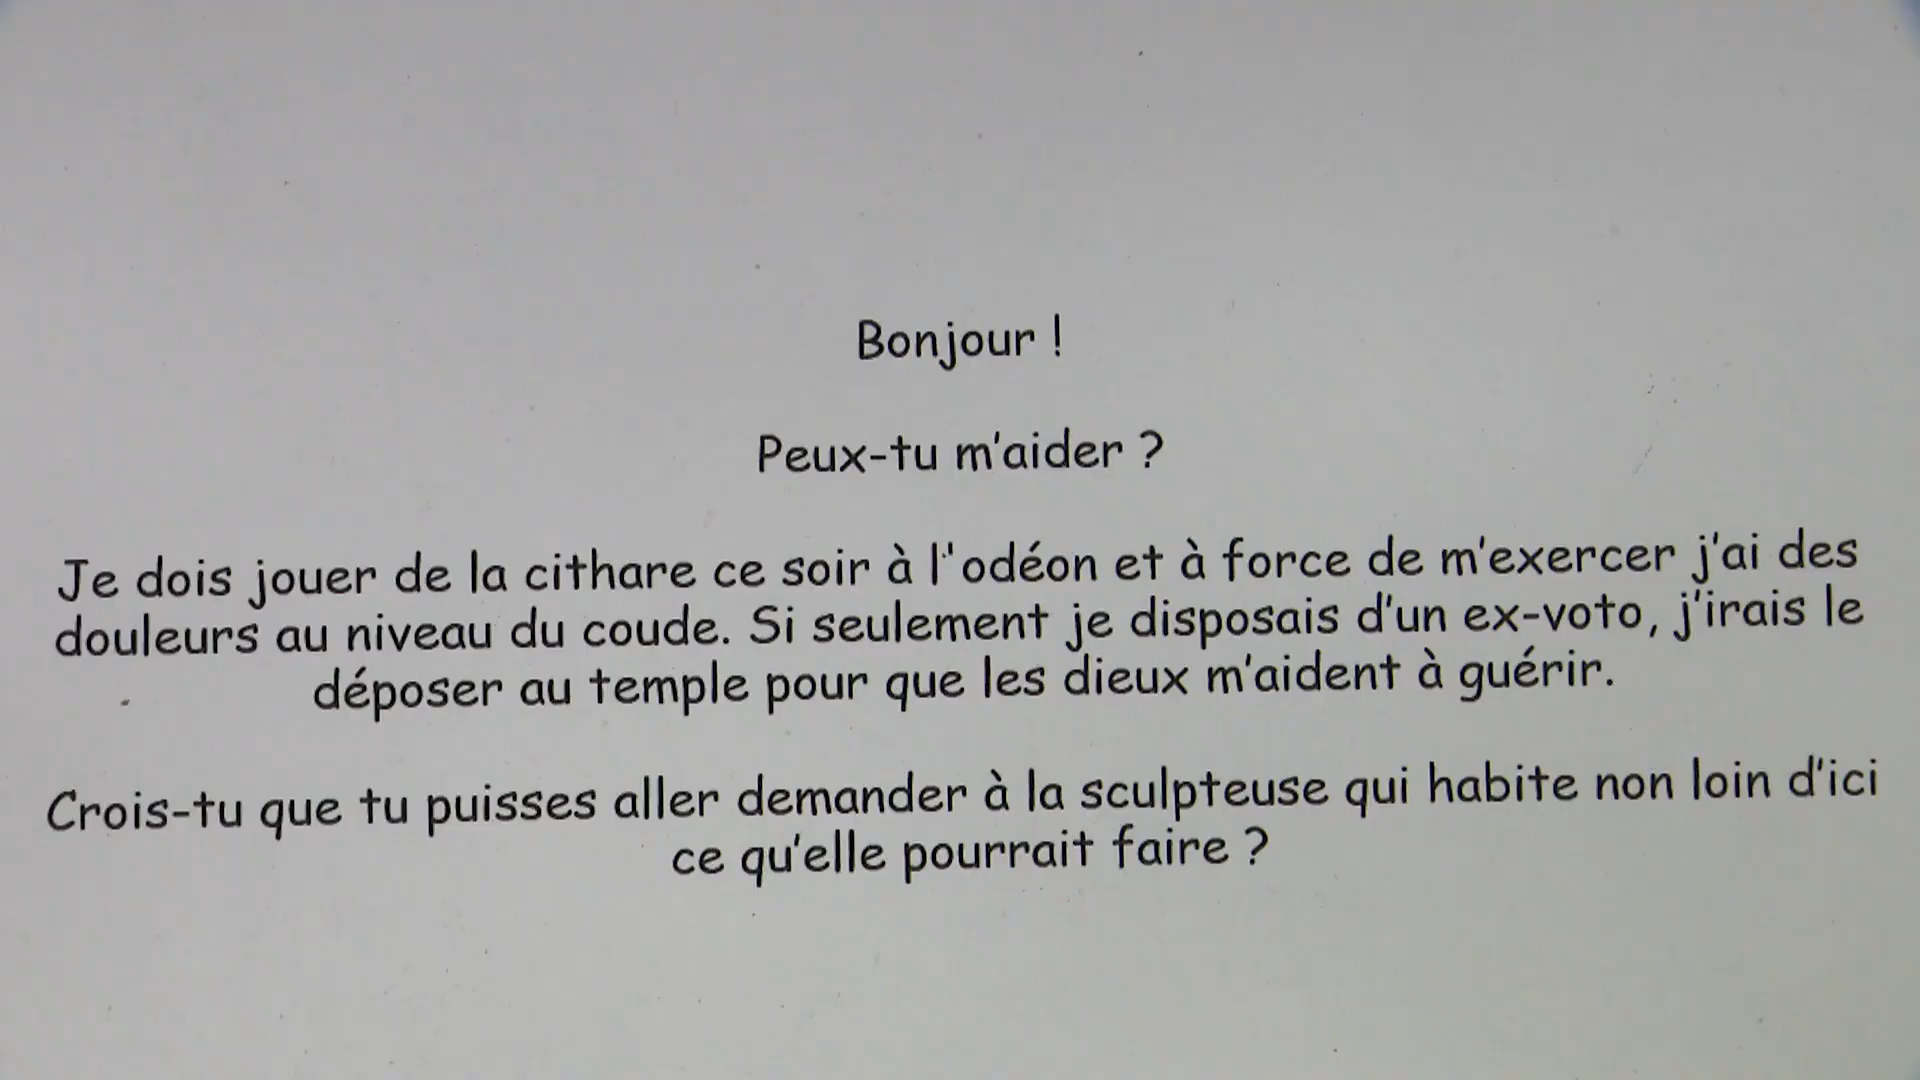 Bonjour !
Peux-tu m'aider ?
Je dois jouer de la cithare ce soir à l'odéon et à force de m'exercer j'ai des
douleurs au niveau du coude. Si seulement je disposais d'un ex-voto, j'irais le
déposer au temple pour que les dieux m'aident à guérir.
Crois-tu que tu puisses aller demander à la sculpteuse qui habite non loin d'ici
ce qu'elle pourrait faire ?